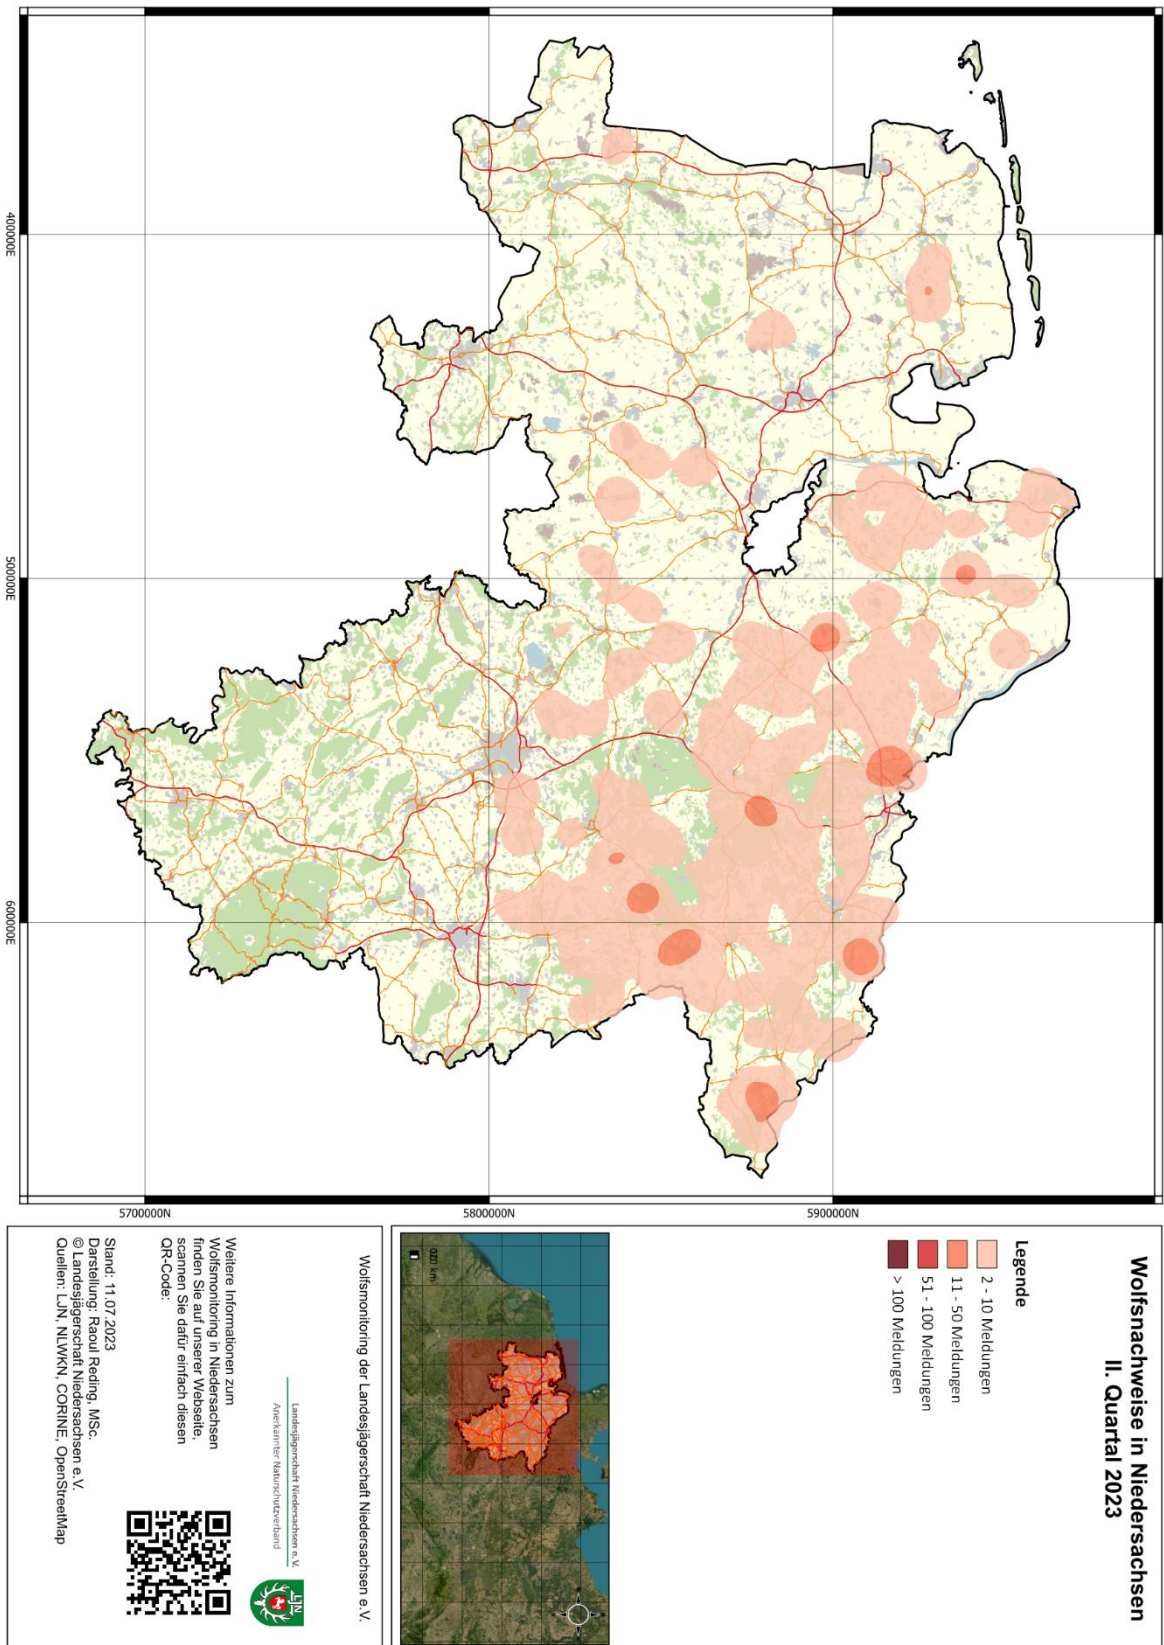 Wolfsnachweise in Niedersachsen
II. Quartal 2023
Legende
2 - 10 Meldungen
11 - 50 Meldungen
51 - 100 Meldungen
> 100 Meldungen
Wolfsmonitoring der Landesjägerschaft Niedersachsen e.V.
Landesjägerschaft Niedersachsen e. V.
Anerkannter Naturschutzverband
LJN
Weitere Informationen zum
Wolfsmonitoring in Niedersachsen
finden Sie auf unserer Webseite,
scannen Sie dafür einfach diesen
QR-Code:
Stand: 11.07.2023
Darstellung: Raoul Reding, MSc.
© Landesjägerschaft Niedersachsen e.V.
Quellen: LJN, NLWKN, CORINE, OpenStreetMap
400000E
500000E
600000E
5700000N
5800000N
5900000N